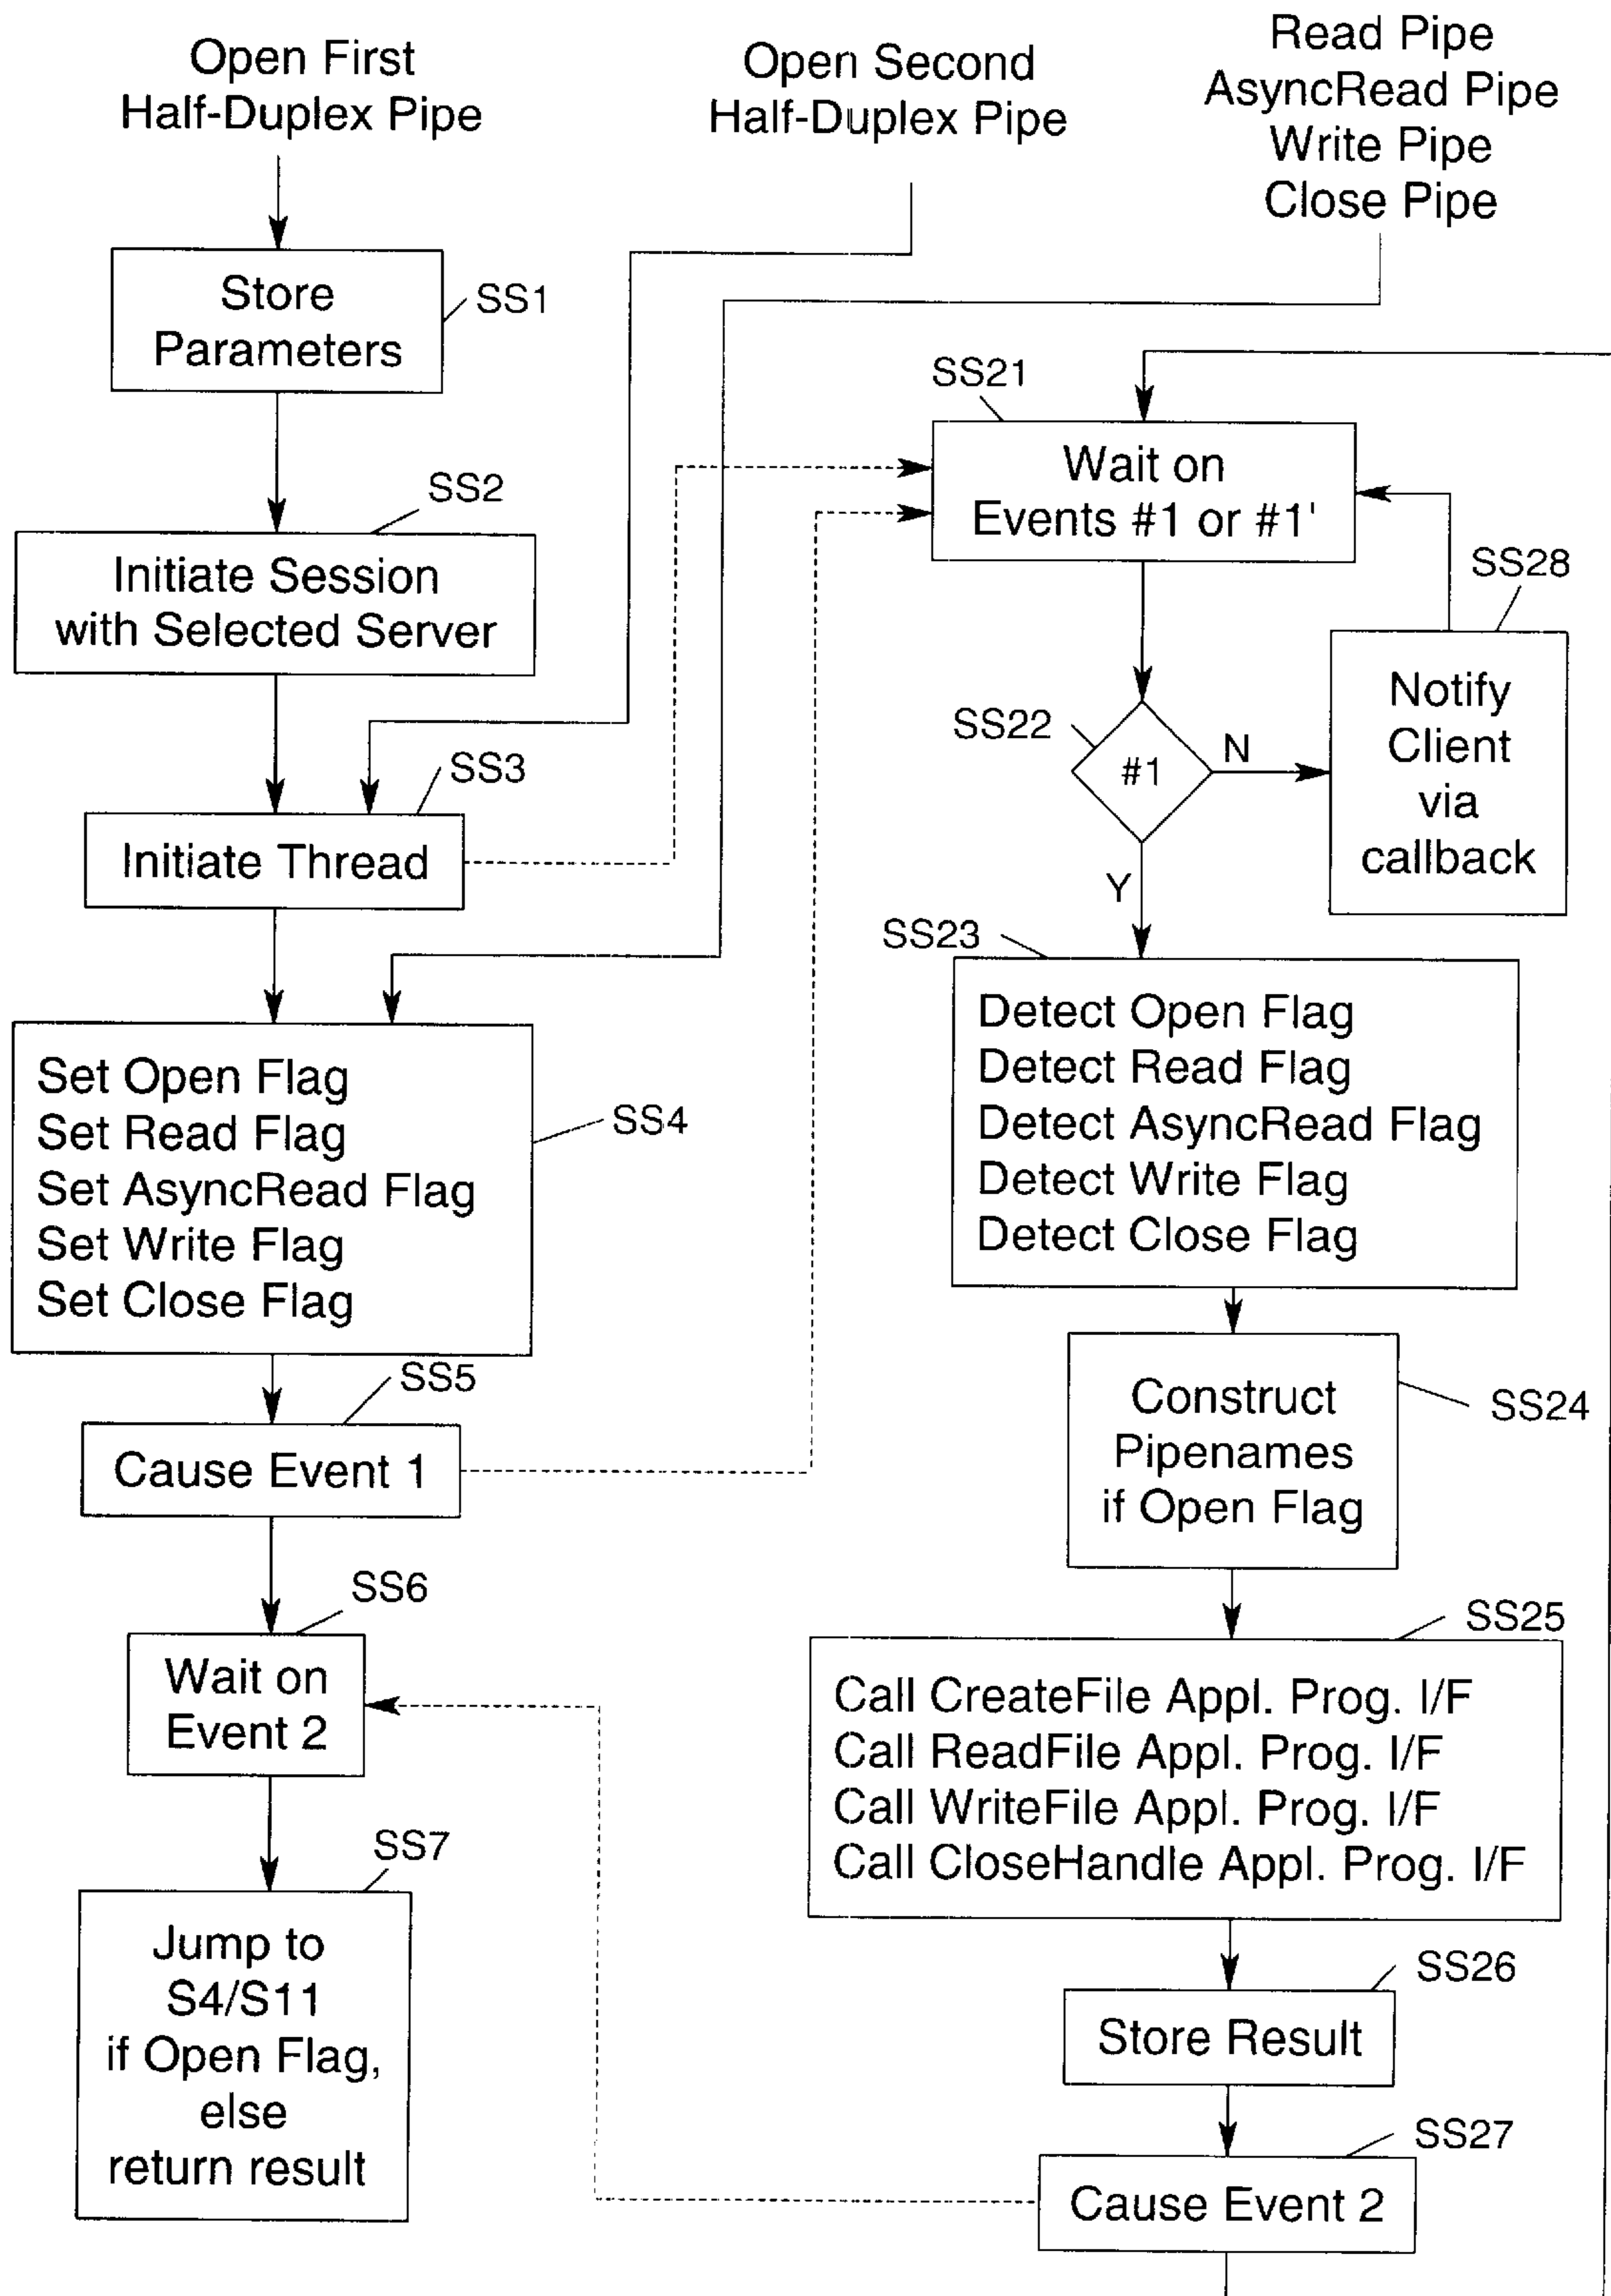 Open First
Half-Duplex Pipe
Open Second
Half-Duplex Pipe
Read Pipe
AsyncRead Pipe
Write Pipe
Close Pipe
Store
Parameters
SS1
SS2
Initiate Session
with Selected Server
SS3
Initiate Thread
Set Open Flag
Set Read Flag
Set AsyncRead Flag
Set Write Flag
Set Close Flag
SS4
SS5
Cause Event 1
SS6
Wait on
Event 2
SS7
Jump to
S4/S11
if Open Flag,
else
return result
SS21
Wait on
Events #1 or #1'
SS28
Notify
Client
via
callback
SS22
#1
N
Y
SS23
Detect Open Flag
Detect Read Flag
Detect AsyncRead Flag
Detect Write Flag
Detect Close Flag
Construct
Pipenames
if Open Flag
SS24
SS25
Call CreateFile Appl. Prog. I/F
Call ReadFile Appl. Prog. I/F
Call WriteFile Appl. Prog. I/F
Call CloseHandle Appl. Prog. I/F
SS26
Store Result
SS27
Cause Event 2